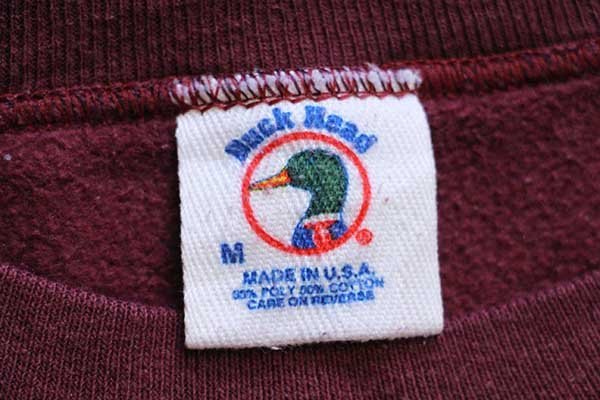 Duck Head
®
M
MADE IN U.S.A.
50% POLY 50% COTTON
CARE ON REVERSE